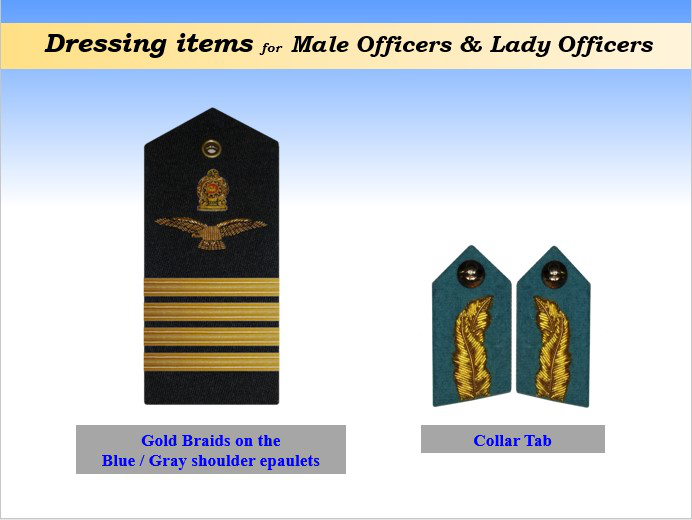 Dressing items for Male Officers & Lady Officers
Gold Braids on the
Blue / Gray shoulder epaulets
Collar Tab